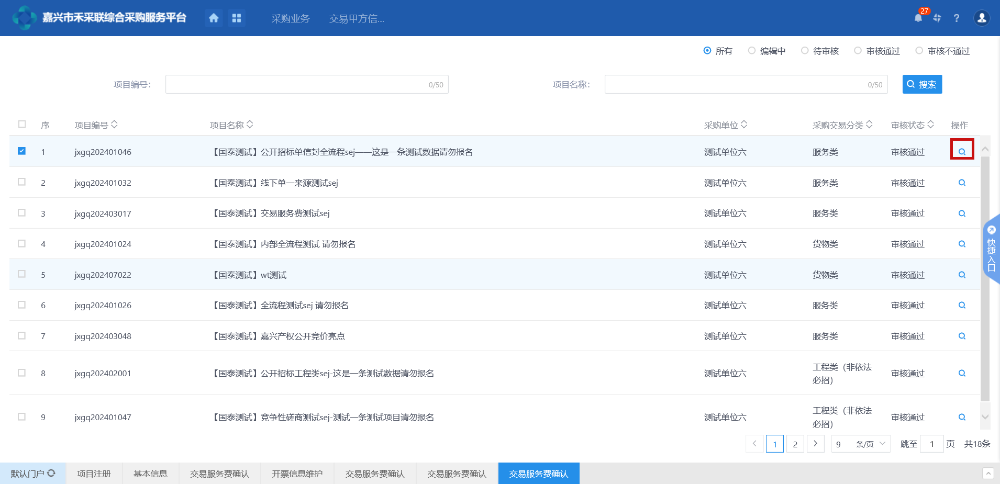 嘉兴市禾采联综合采购服务平台 采购业务 交易甲方信... 27 ?
所有 编辑中 待审核 审核通过 审核不通过
项目编号： 0/50 项目名称： 0/50 搜索
序 项目编号 项目名称 采购单位 采购交易分类 审核状态 操作
1 jxgq202401046 【国泰测试】公开招标单信封全流程sej——这是一条测试数据请勿报名 测试单位六 服务类 审核通过
2 jxgq202401032 【国泰测试】线下单一来源测试sej 测试单位六 服务类 审核通过
3 jxgq202403017 【国泰测试】交易服务费测试sej 测试单位六 服务类 审核通过
4 jxgq202401024 【国泰测试】内部全流程测试 请勿报名 测试单位六 货物类 审核通过
5 jxgq202407022 【国泰测试】wt测试 测试单位六 货物类 审核通过
6 jxgq202401026 【国泰测试】全流程测试sej 请勿报名 测试单位六 服务类 审核通过
7 jxgq202403048 【国泰测试】嘉兴产权公开竞价亮点 测试单位六 服务类 审核通过
8 jxgq202402001 【国泰测试】公开招标工程类sej-这是一条测试数据请勿报名 测试单位六 工程类（非依法
必招） 审核通过
9 jxgq202401047 【国泰测试】竞争性磋商测试sej-测试一条测试项目请勿报名 测试单位六 工程类（非依法
必招） 审核通过
快捷入口
1 2 9 条/页 跳至 1 页 共18条
默认门户 项目注册 基本信息 交易服务费确认 开票信息维护 交易服务费确认 交易服务费确认 交易服务费确认